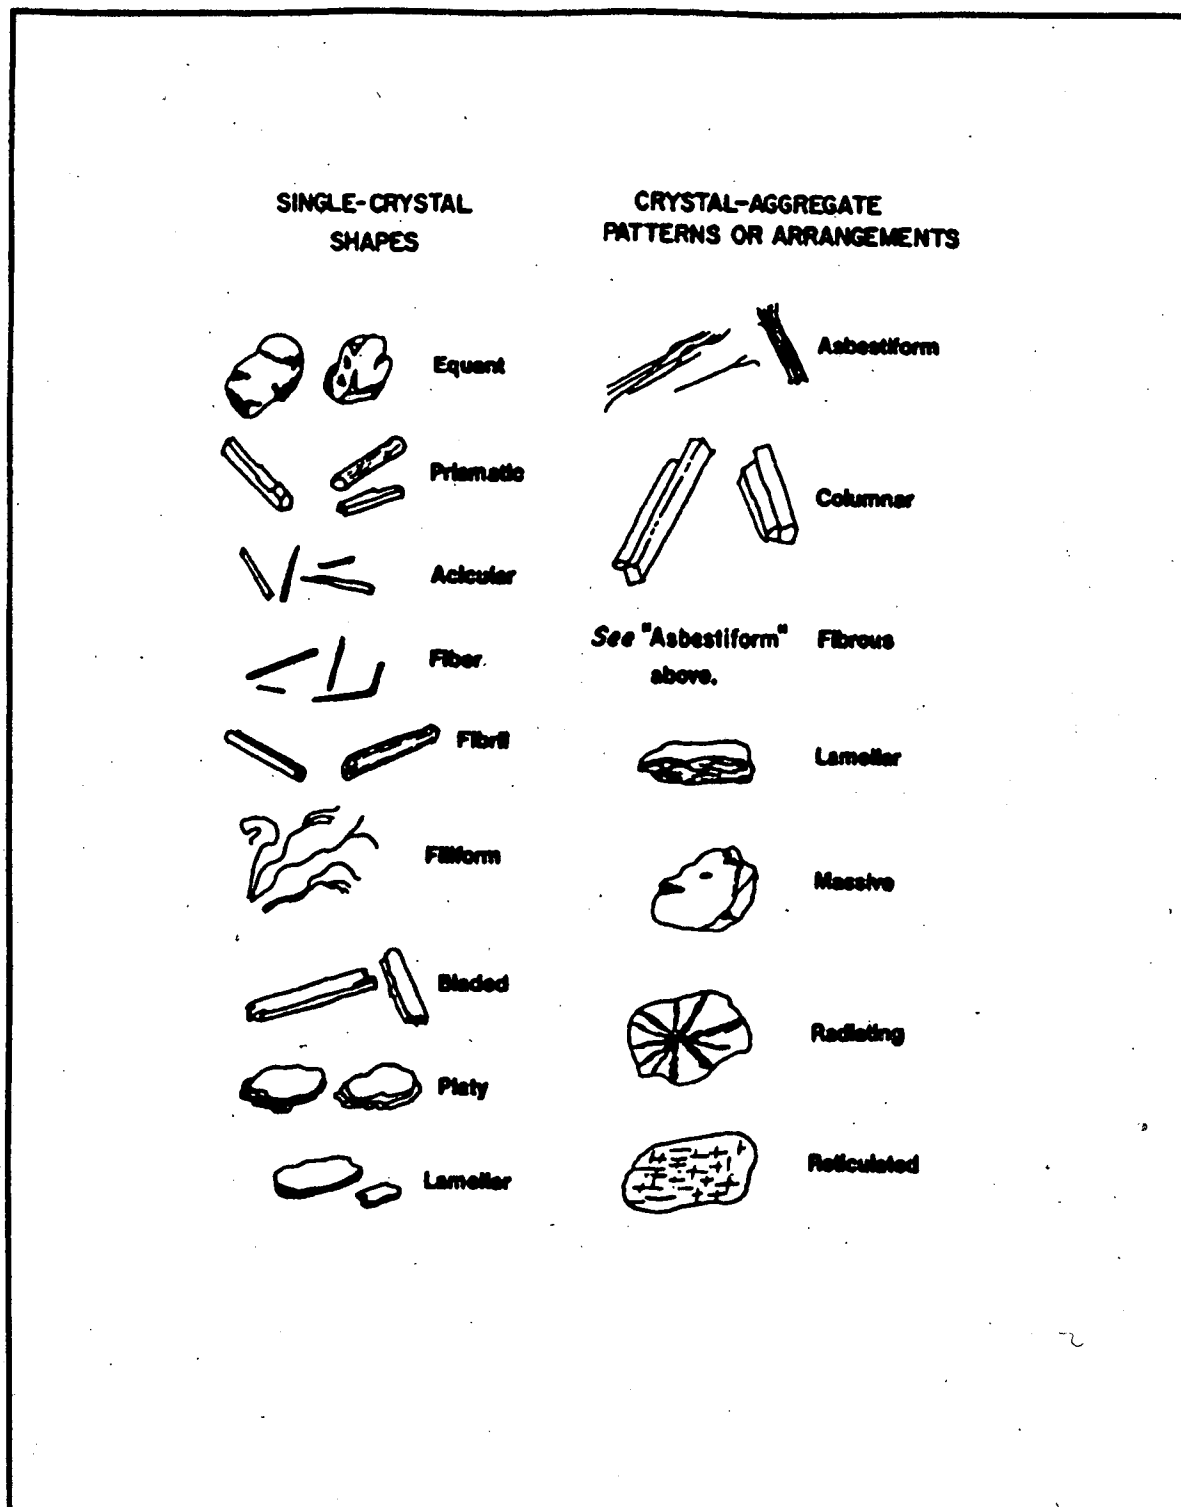 SINGLE-CRYSTAL
SHAPES
Equant
Prismatic
Acicular
Fiber
Fibril
Filiform
Bladed
Platy
Lamellar
CRYSTAL-AGGREGATE
PATTERNS OR ARRANGEMENTS
Asbestiform
Columnar
See "Asbestiform" Fibrous
above.
Lamellar
Massive
Radiating
Reticulated